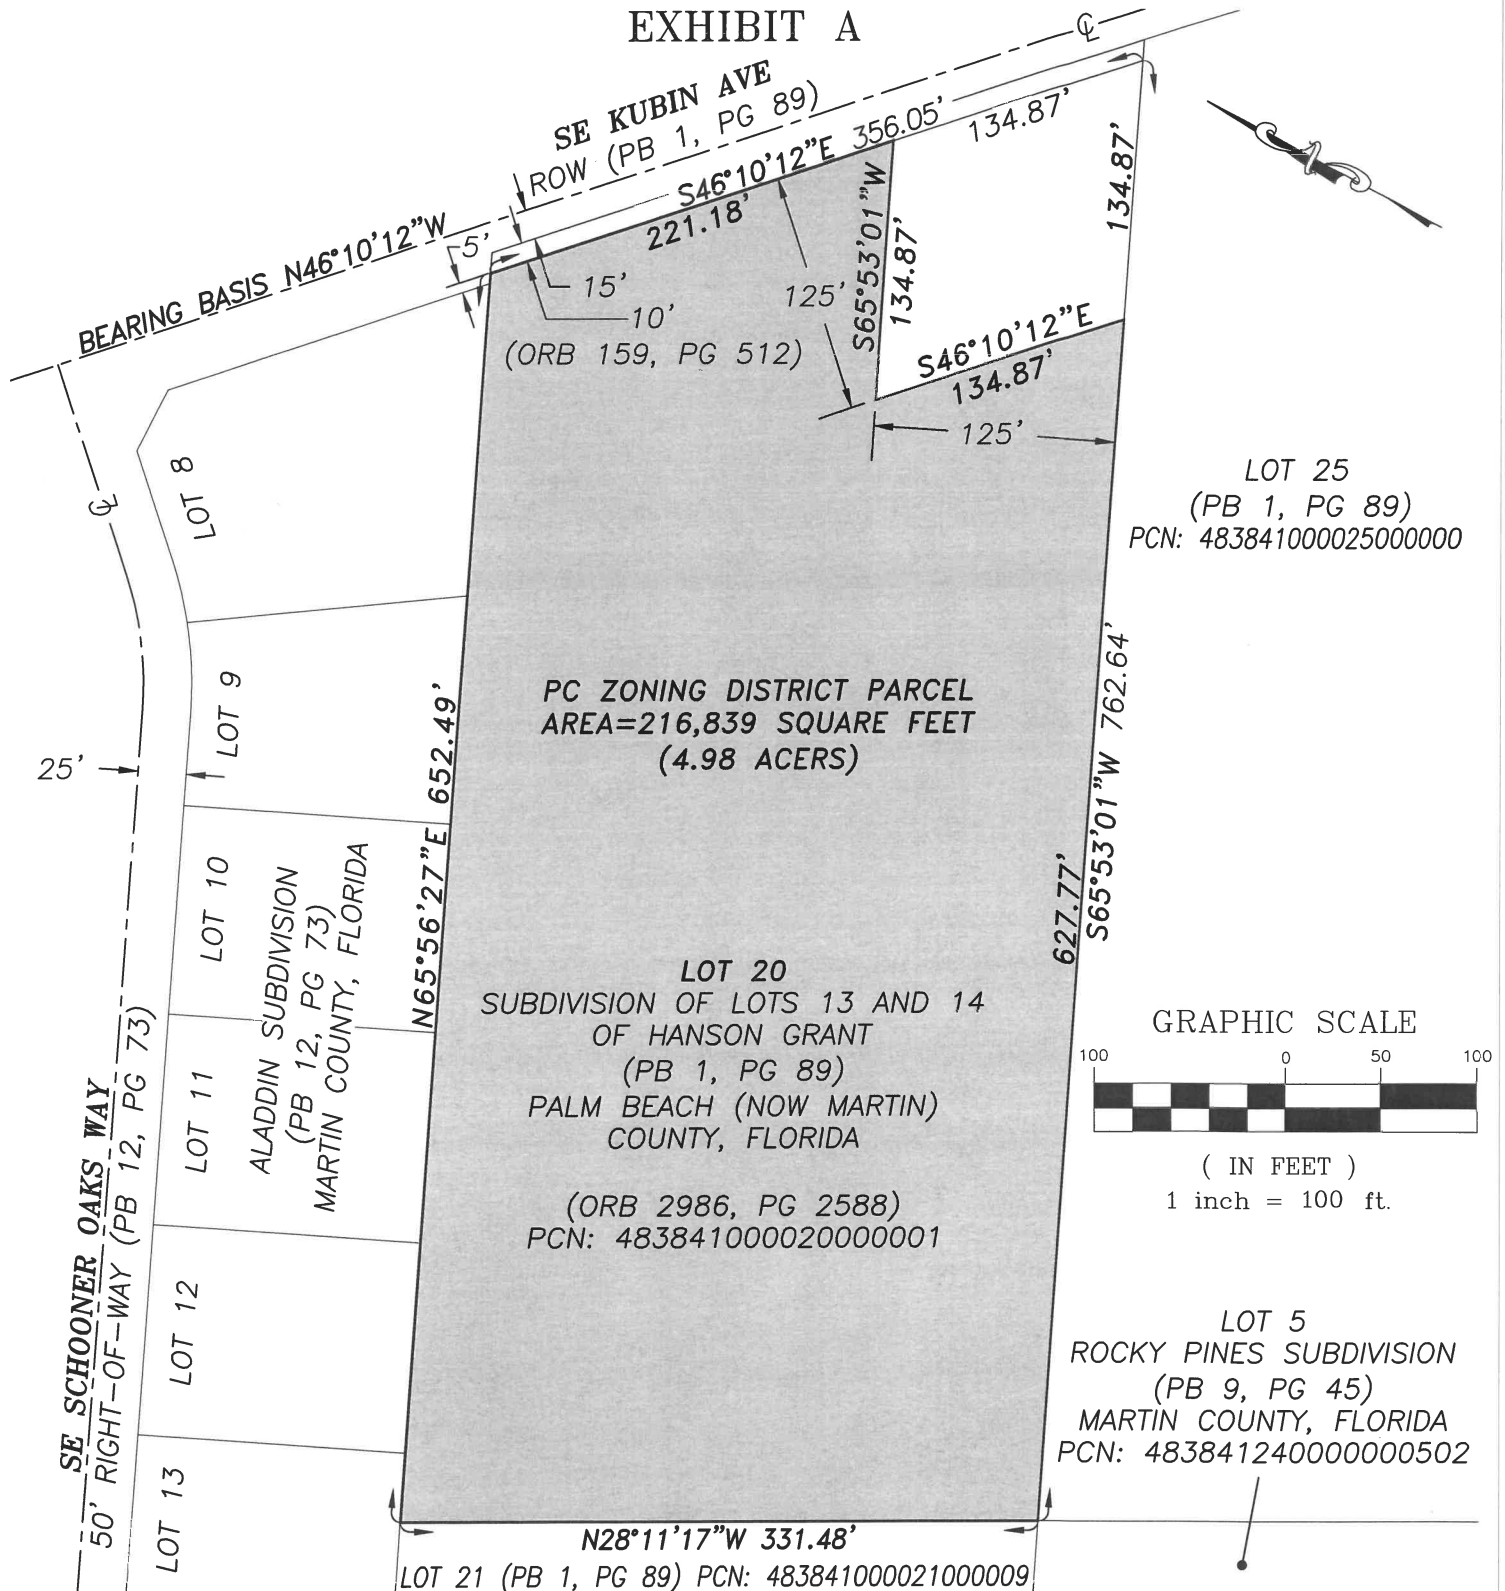 EXHIBIT A
℄
SE KUBIN AVE
ROW (PB 1, PG 89)
BEARING BASIS N46°10'12"W
S46°10'12"E 356.05'
221.18'
134.87'
134.87'
5'
15'
10'
(ORB 159, PG 512)
125'
S65°53'01"W
134.87'
S46°10'12"E
134.87'
125'
℄
LOT 8
LOT 25
(PB 1, PG 89)
PCN: 483841000025000000
LOT 9
25'
N65°56'27"E 652.49'
PC ZONING DISTRICT PARCEL
AREA=216,839 SQUARE FEET
(4.98 ACERS)
S65°53'01"W 762.64'
627.77'
LOT 10
ALADDIN SUBDIVISION
(PB 12, PG 73)
MARTIN COUNTY, FLORIDA
LOT 20
SUBDIVISION OF LOTS 13 AND 14
OF HANSON GRANT
(PB 1, PG 89)
PALM BEACH (NOW MARTIN)
COUNTY, FLORIDA
(ORB 2986, PG 2588)
PCN: 483841000020000001
GRAPHIC SCALE
100 0 50 100
( IN FEET )
1 inch = 100 ft.
LOT 11
SE SCHOONER OAKS WAY
50' RIGHT-OF-WAY (PB 12, PG 73)
LOT 12
LOT 13
LOT 5
ROCKY PINES SUBDIVISION
(PB 9, PG 45)
MARTIN COUNTY, FLORIDA
PCN: 483841240000000502
N28°11'17"W 331.48'
LOT 21 (PB 1, PG 89) PCN: 483841000021000009